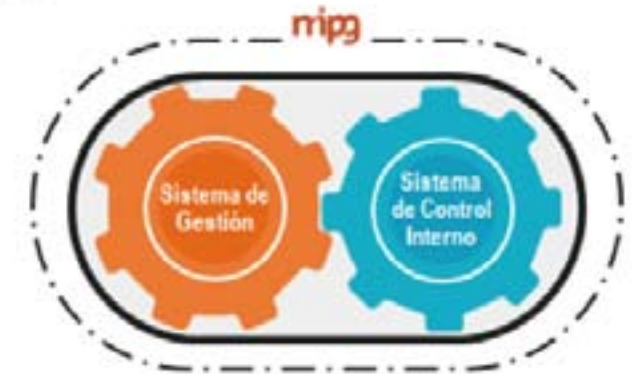 mipg
Sistema de
Gestión
Sistema
de Control
Interno